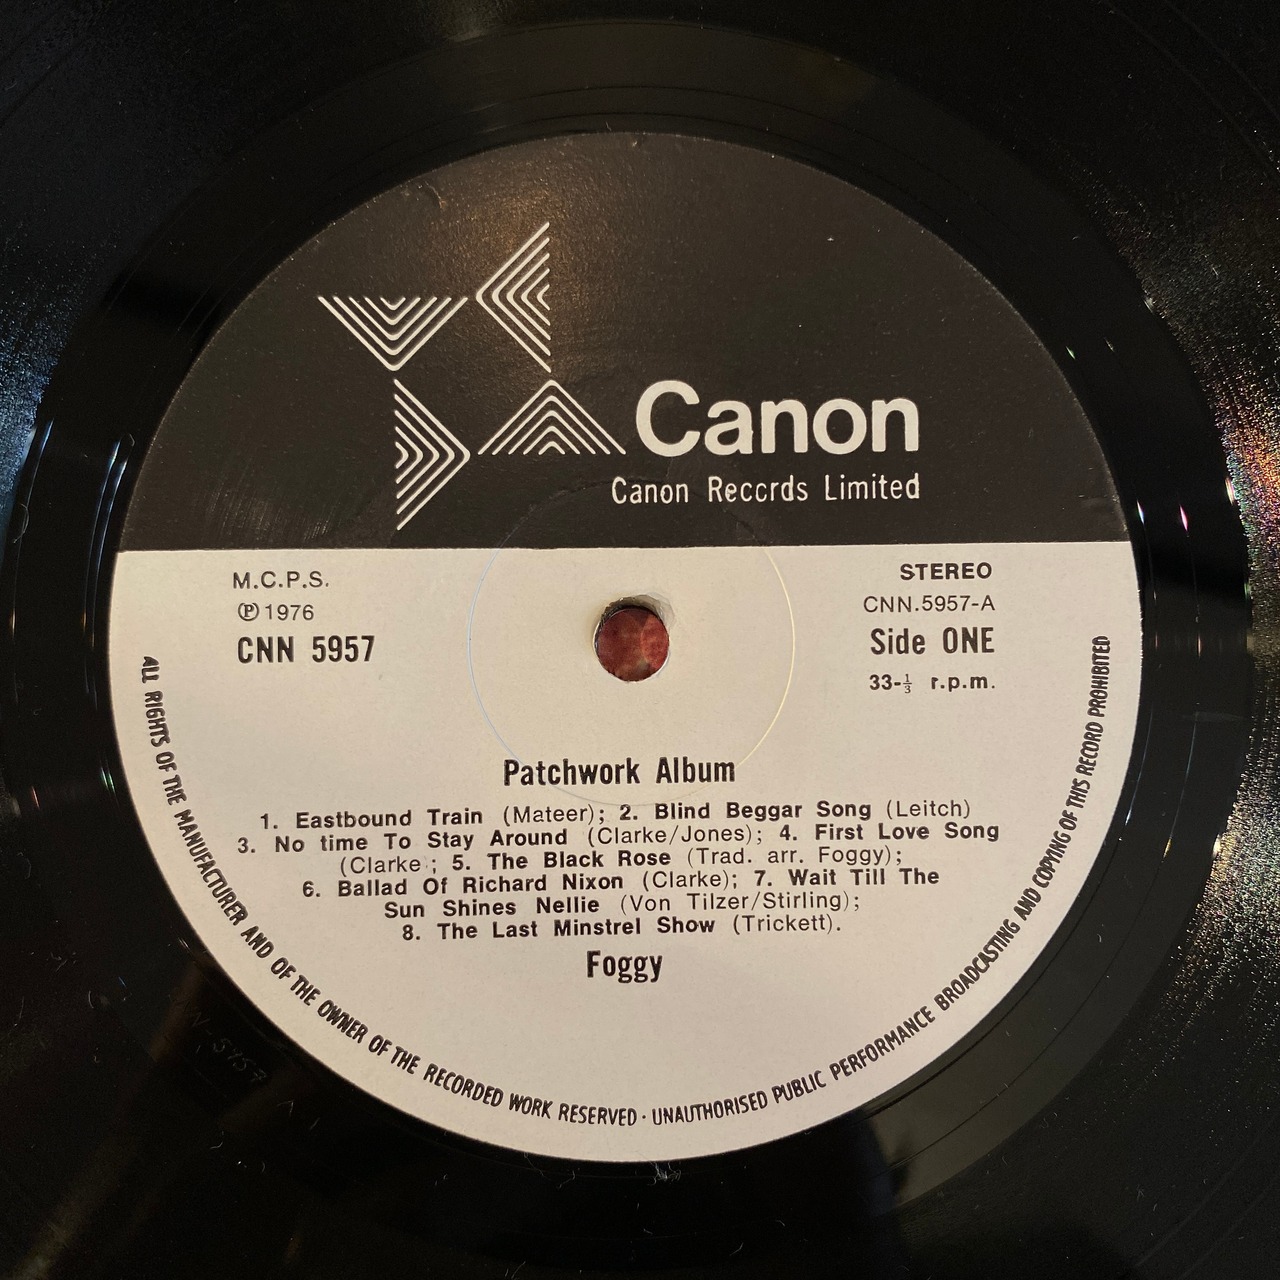 Canon
Canon Reccrds Limited
M.C.P.S.
Ⓟ 1976
CNN 5957
STEREO
CNN.5957-A
Side ONE
33-⅓ r.p.m.
Patchwork Album
1. Eastbound Train (Mateer); 2. Blind Beggar Song (Leitch)
3. No time To Stay Around (Clarke/Jones); 4. First Love Song
(Clarke ; 5. The Black Rose (Trad. arr. Foggy);
6. Ballad Of Richard Nixon (Clarke); 7. Wait Till The
Sun Shines Nellie (Von Tilzer/Stirling);
8. The Last Minstrel Show (Trickett).
Foggy
ALL RIGHTS OF THE MANUFACTURER AND OF THE OWNER OF THE RECORDED WORK RESERVED · UNAUTHORISED PUBLIC PERFORMANCE BROADCASTING AND COPYING OF THIS RECORD PROHIBITED